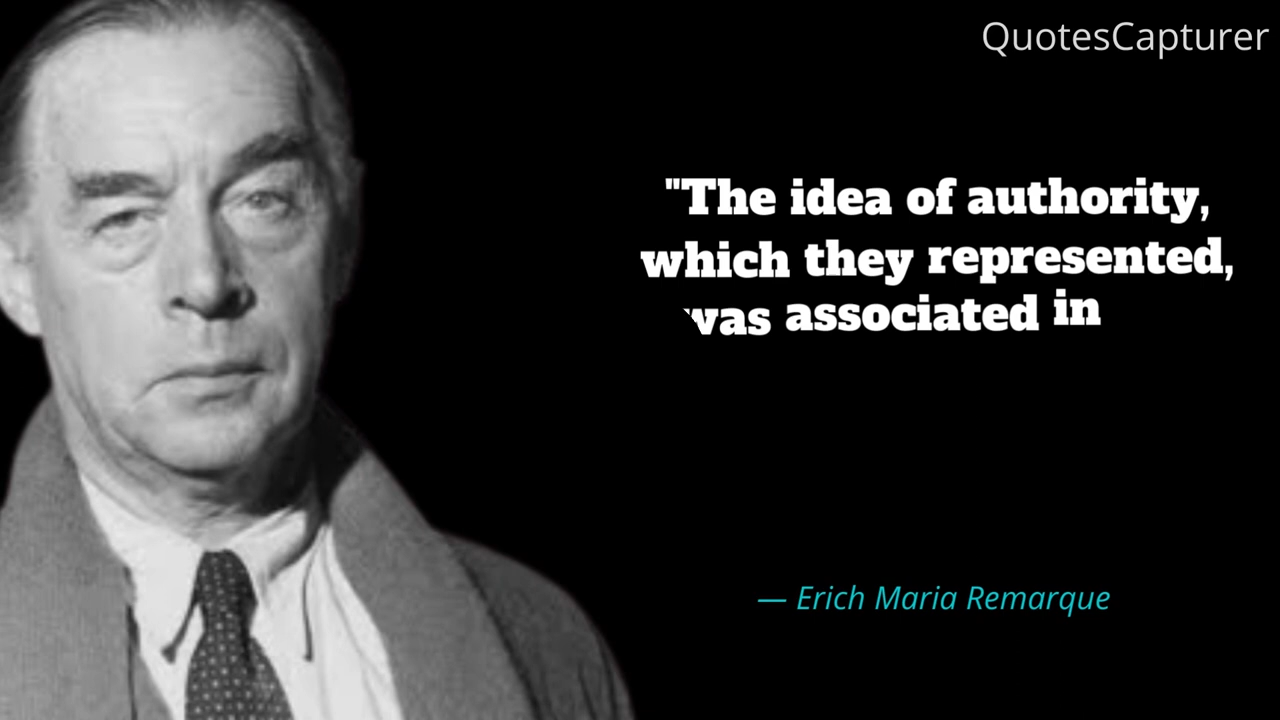 QuotesCapturer
"The idea of authority,
which they represented,
was associated in
— Erich Maria Remarque